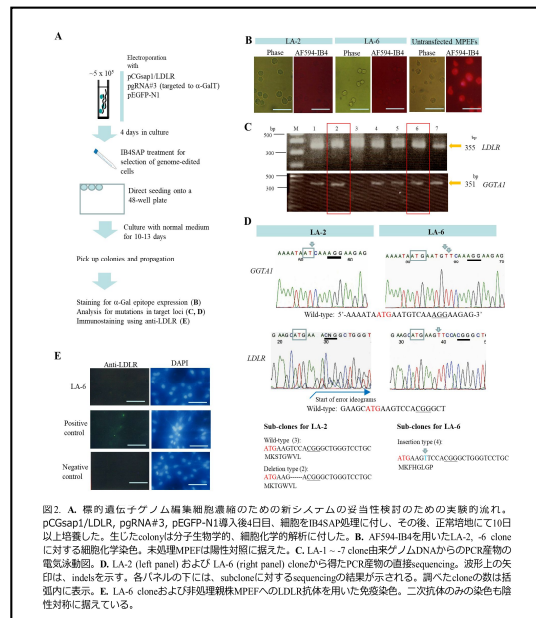 A
Electroporation
with
~5 x 10⁵
pCGsap1/LDLR
pgRNA#3 (targeted to α-GalT)
pEGFP-N1
4 days in culture
IB4SAP treatment for
selection of genome-edited
cells
Direct seeding onto a
48-well plate
Culture with normal medium
for 10-13 days
Pick up colonies and propagation
Staining for α-Gal epitope expression (B)
Analysis for mutations in target loci (C, D)
Immunostaining using anti-LDLR (E)
B
LA-2 LA-6 Untransfected MPEFs
Phase AF594-IB4 Phase AF594-IB4 Phase AF594-IB4
C
bp M 1 2 3 4 5 6 7 bp
500
300
355 LDLR
500
300
351 GGTA1
D
LA-2 LA-6
AAAATAATCAAAGGAAGAG
60 80
AAAATAATGAATGTTCAAAGGAAGAG
60 70
GGTA1
Wild-type: 5'-AAAATAATGAATGTCAAAGGAAGAG-3'
GAAGCATGAA ACNGGCTGGGT
20 30
GAAGCATGAAGTTCCACGGGCTG
30 40
LDLR
Start of error ideograms
Wild-type: GAAGCATGAAGTCCACGGGCT
Sub-clones for LA-2 Sub-clones for LA-6
Wild-type (3):
ATGAAGTCCACGGGCTGGGTCCTGC
MKSTGWVL
Deletion type (2):
ATGAAG------ACGGGCTGGGTCCTGC
MKTGWVL
Insertion type (4):
ATGAAGTTCCACGGGCTGGGTCCTGC
MKFHGLGP
E
Anti-LDLR DAPI
LA-6
Positive
control
Negative
control
図2. A. 標的遺伝子ゲノム編集細胞濃縮のための新システムの妥当性検討のための実験的流れ。
pCGsap1/LDLR, pgRNA#3, pEGFP-N1導入後4日目、細胞をIB4SAP処理に付し、その後、正常培地にて10日
以上培養した。生じたcolonyは分子生物学的、細胞化学的解析に付した。B. AF594-IB4を用いたLA-2, -6 clone
に対する細胞化学染色。未処理MPEFは陽性対照に据えた。C. LA-1 ~ -7 clone由来ゲノムDNAからのPCR産物の
電気泳動図。D. LA-2 (left panel) および LA-6 (right panel) cloneから得たPCR産物の直接sequencing。波形上の矢
印は、indelsを示す。各パネルの下には、subcloneに対するsequencingの結果が示される。調べたcloneの数は括
弧内に表示。E. LA-6 cloneおよび非処理親株MPEFへのLDLR抗体を用いた免疫染色。二次抗体のみの染色も陰
性対称に据えている。